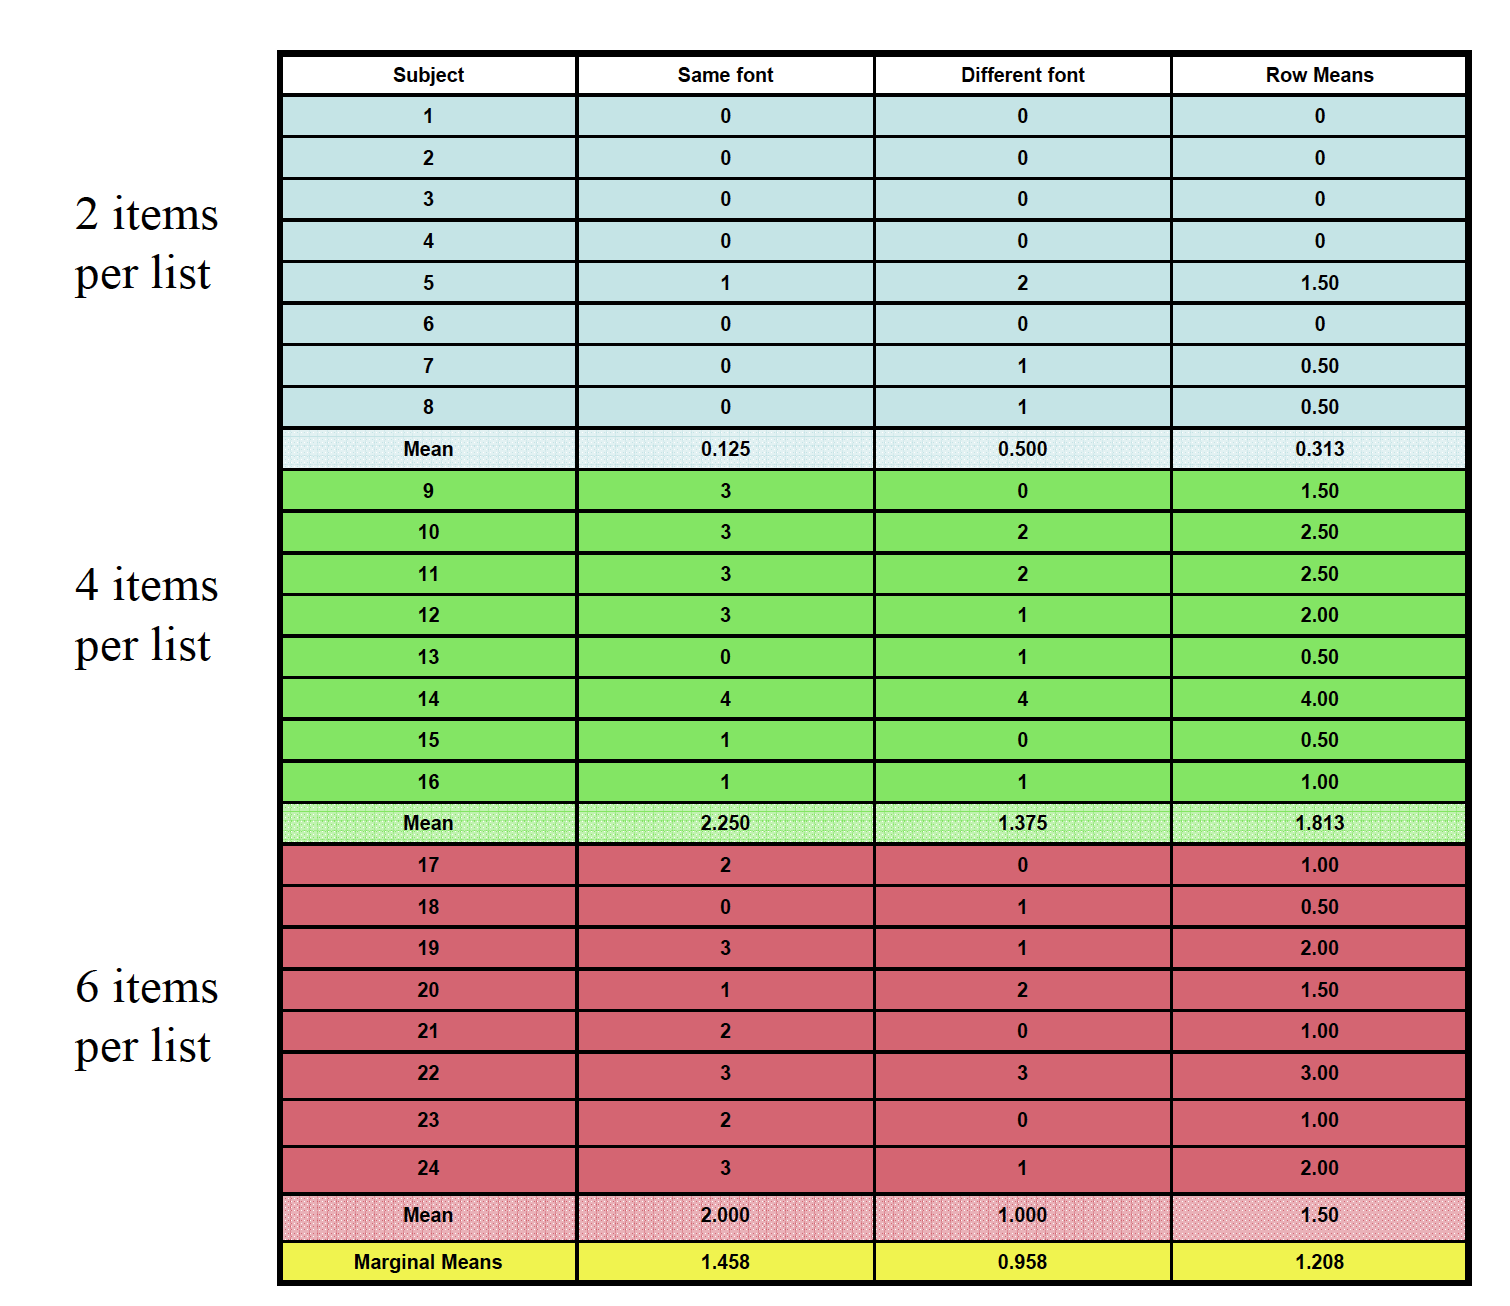 Subject Same font Different font Row Means
1 0 0 0
2 0 0 0
3 0 0 0
4 0 0 0
5 1 2 1.50
6 0 0 0
7 0 1 0.50
8 0 1 0.50
Mean 0.125 0.500 0.313
2 items
per list
9 3 0 1.50
10 3 2 2.50
11 3 2 2.50
12 3 1 2.00
13 0 1 0.50
14 4 4 4.00
15 1 0 0.50
16 1 1 1.00
Mean 2.250 1.375 1.813
4 items
per list
17 2 0 1.00
18 0 1 0.50
19 3 1 2.00
20 1 2 1.50
21 2 0 1.00
22 3 3 3.00
23 2 0 1.00
24 3 1 2.00
Mean 2.000 1.000 1.50
6 items
per list
Marginal Means 1.458 0.958 1.208